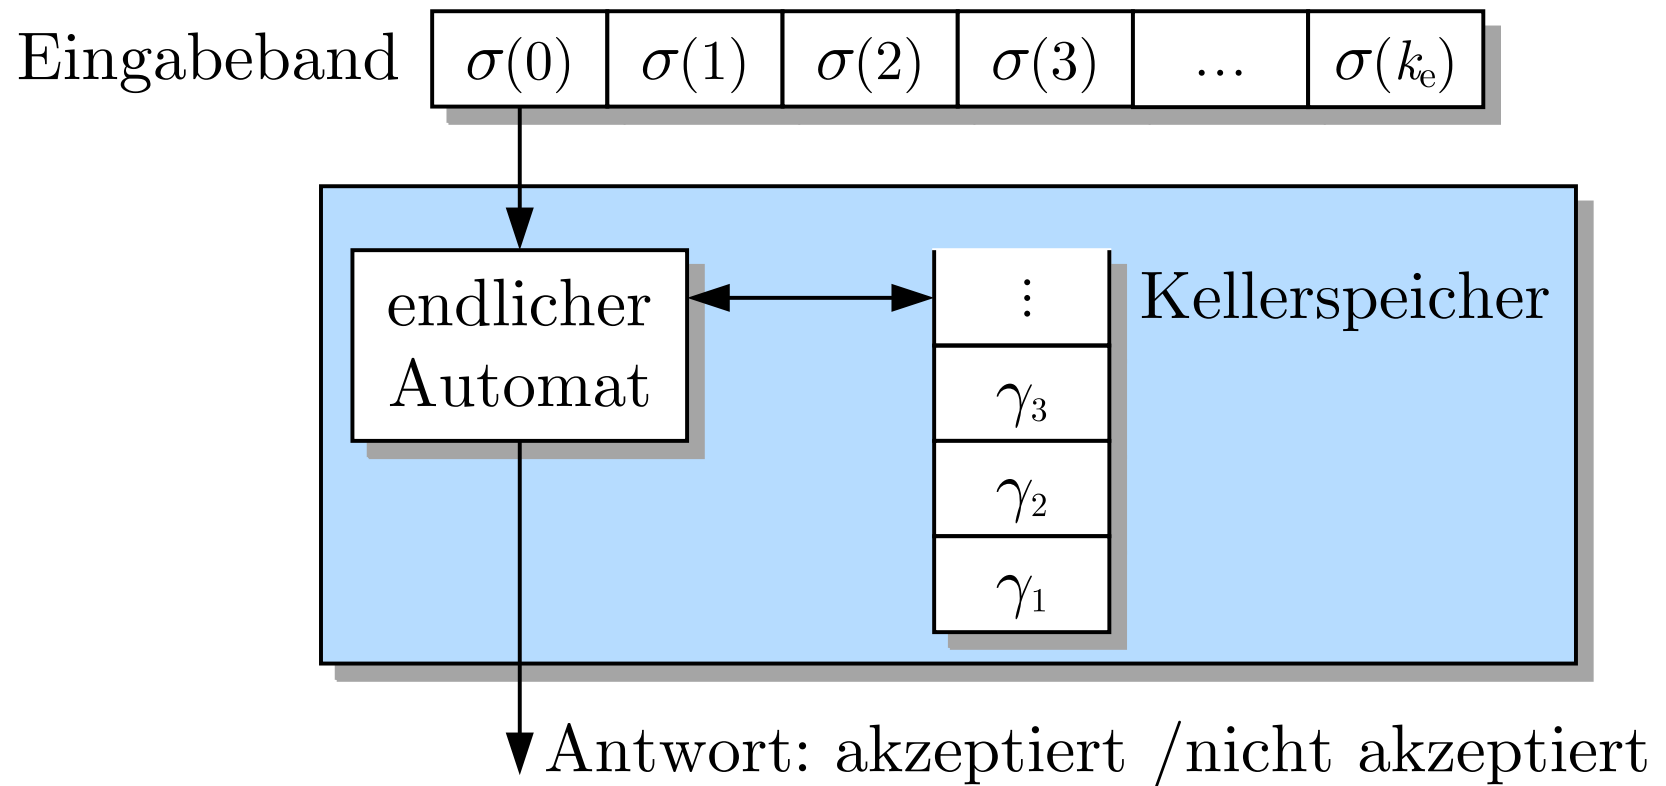 Eingabeband σ(0) σ(1) σ(2) σ(3) ... σ(kₑ)
endlicher
Automat
⋮ Kellerspeicher
γ₃
γ₂
γ₁
Antwort: akzeptiert /nicht akzeptiert